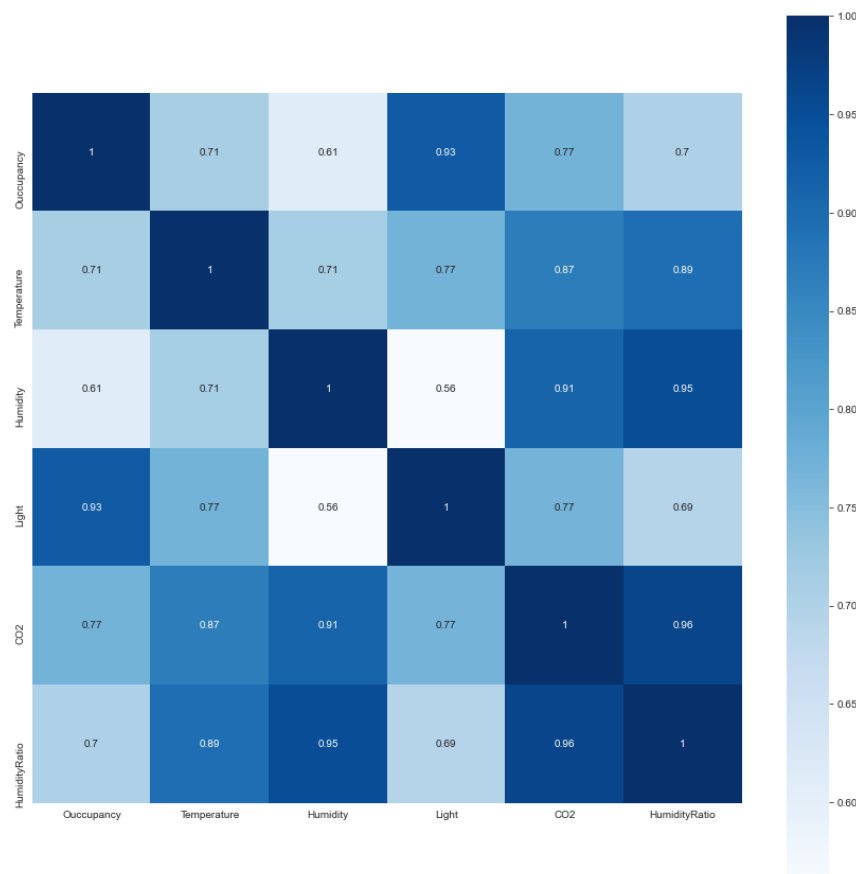 1.00
0.95
0.90
0.85
0.80
0.75
0.70
0.65
0.60
Ouccupancy 1 0.71 0.61 0.93 0.77 0.7
Temperature 0.71 1 0.71 0.77 0.87 0.89
Humidity 0.61 0.71 1 0.56 0.91 0.95
Light 0.93 0.77 0.56 1 0.77 0.69
CO2 0.77 0.87 0.91 0.77 1 0.96
HumidityRatio 0.7 0.89 0.95 0.69 0.96 1
Ouccupancy Temperature Humidity Light CO2 HumidityRatio